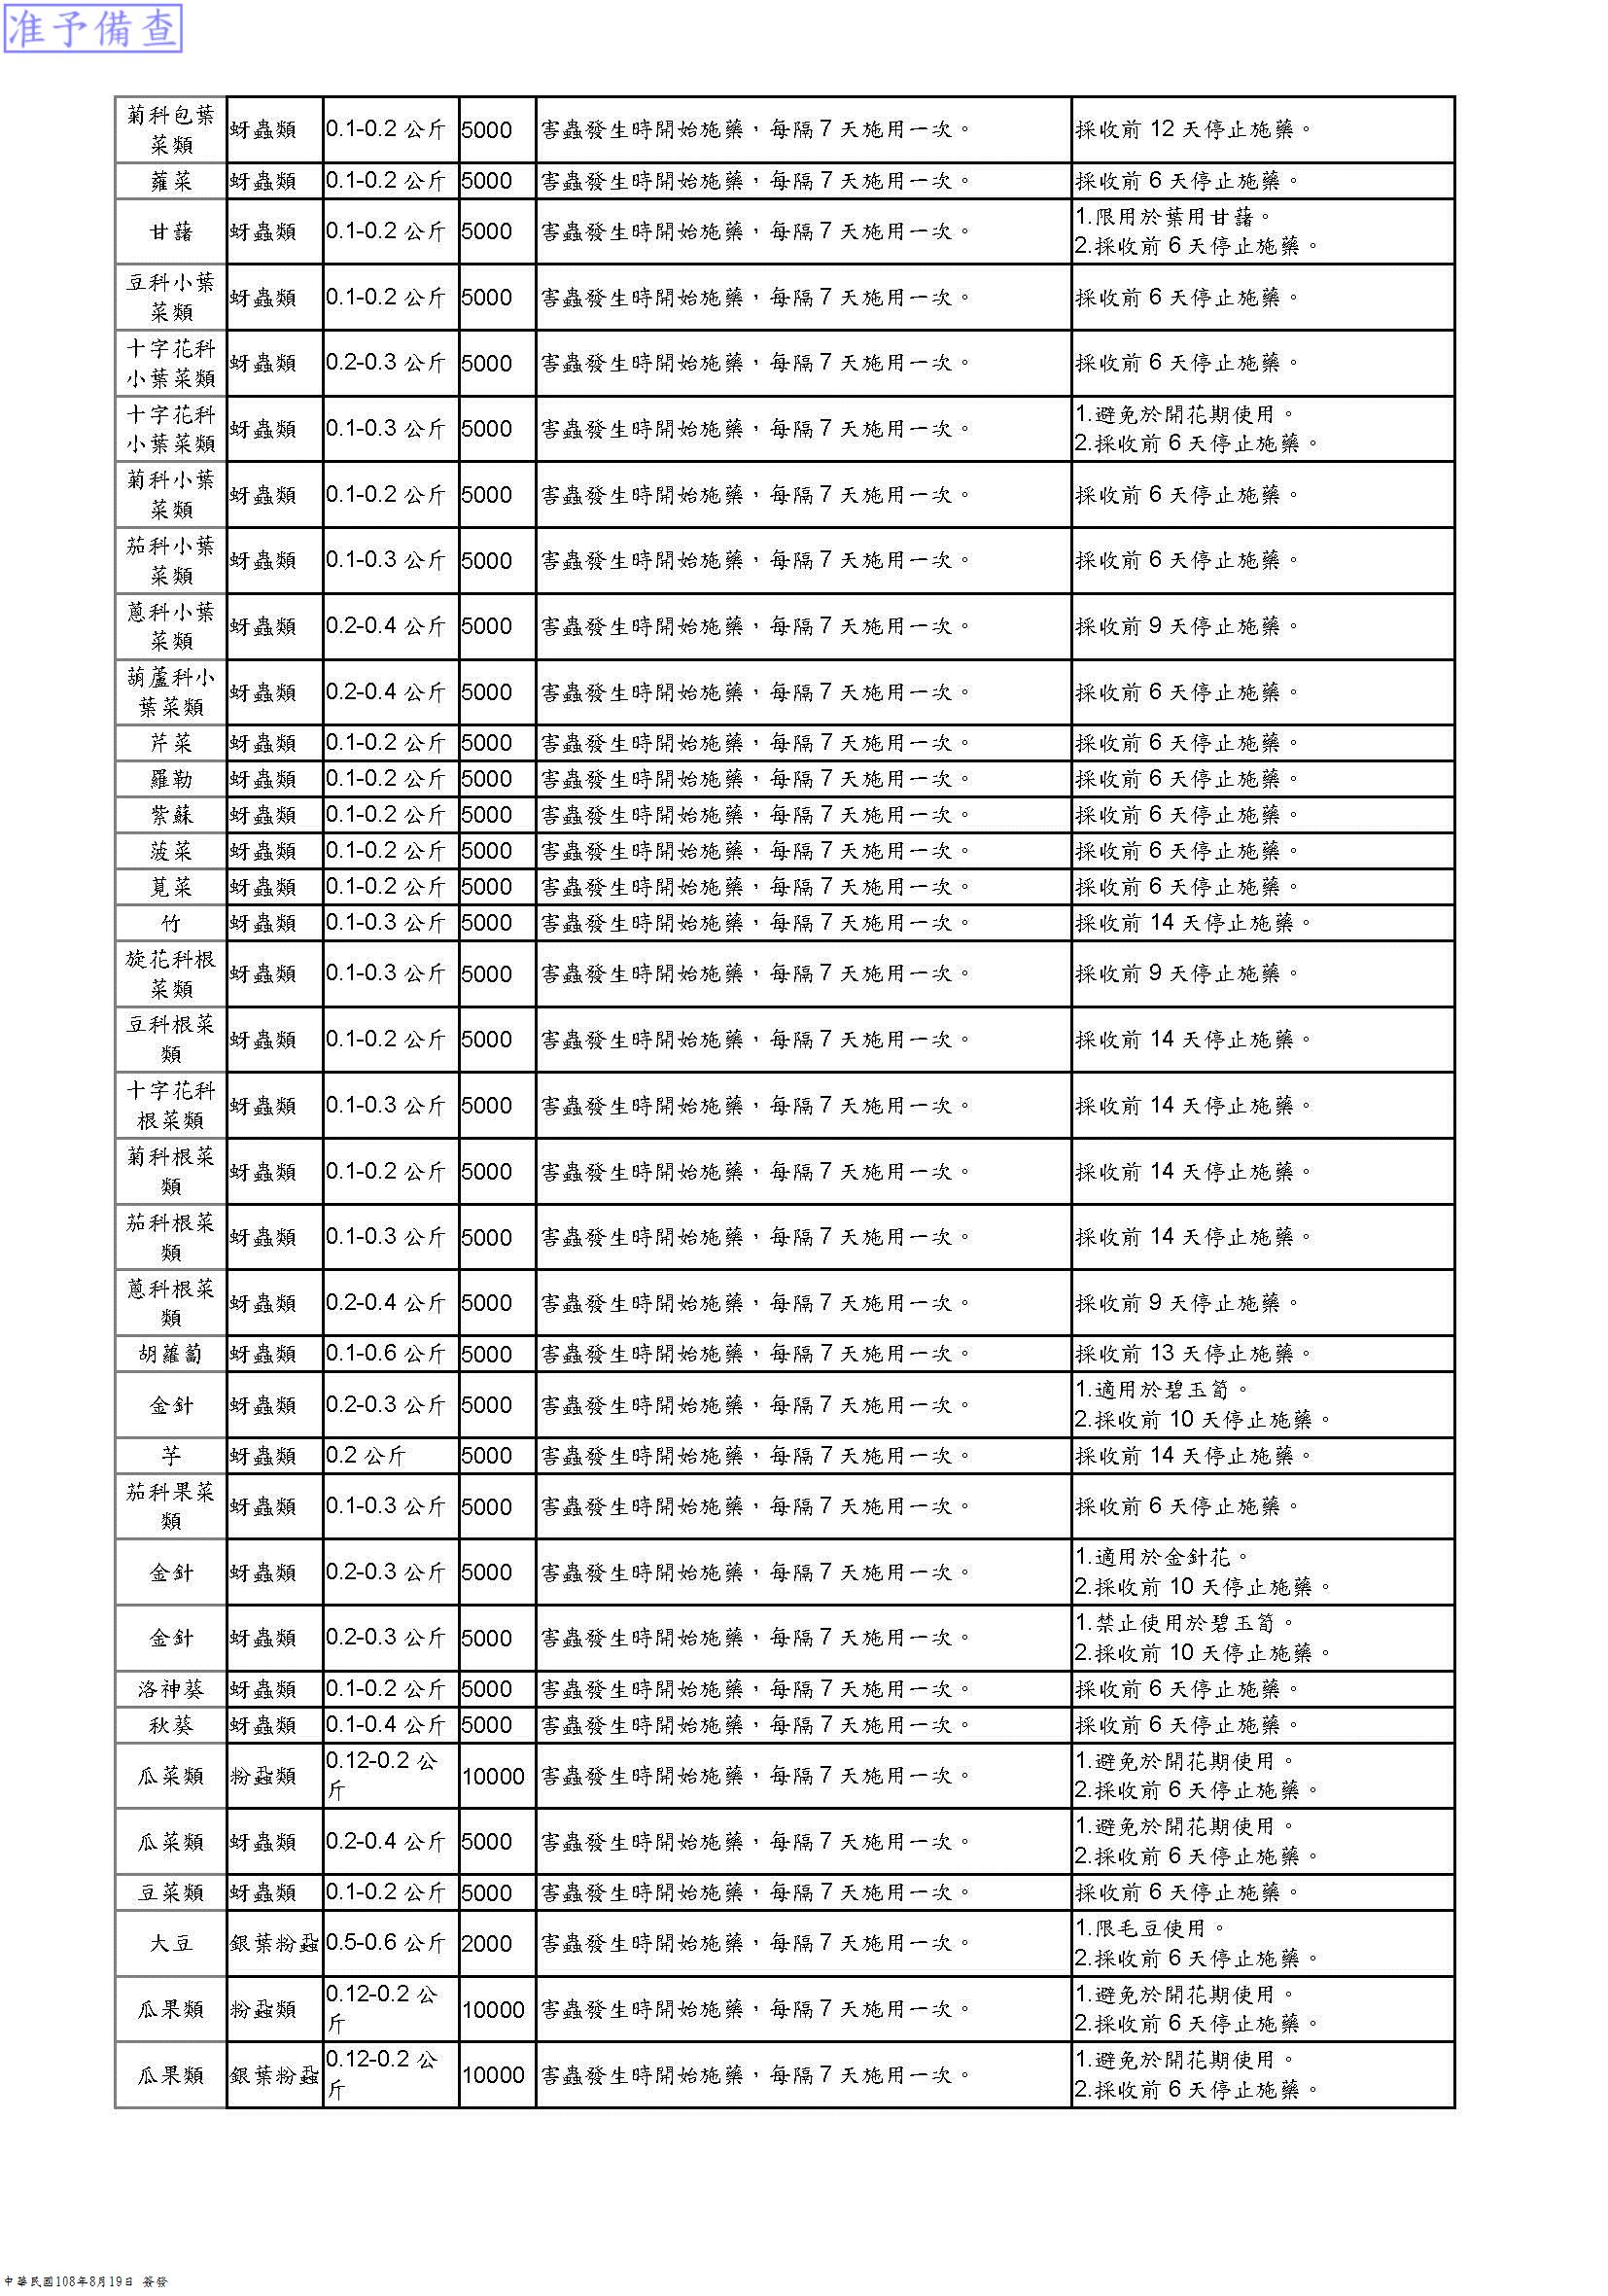 准予備查
菊科包葉
菜類
蚜蟲類
0.1-0.2 公斤
5000
害蟲發生時開始施藥，每隔 7 天施用一次。
採收前 12 天停止施藥。
蕹菜
蚜蟲類
0.1-0.2 公斤
5000
害蟲發生時開始施藥，每隔 7 天施用一次。
採收前 6 天停止施藥。
甘藷
蚜蟲類
0.1-0.2 公斤
5000
害蟲發生時開始施藥，每隔 7 天施用一次。
1.限用於葉用甘藷。
2.採收前 6 天停止施藥。
豆科小葉
菜類
蚜蟲類
0.1-0.2 公斤
5000
害蟲發生時開始施藥，每隔 7 天施用一次。
採收前 6 天停止施藥。
十字花科
小葉菜類
蚜蟲類
0.2-0.3 公斤
5000
害蟲發生時開始施藥，每隔 7 天施用一次。
採收前 6 天停止施藥。
十字花科
小葉菜類
蚜蟲類
0.1-0.3 公斤
5000
害蟲發生時開始施藥，每隔 7 天施用一次。
1.避免於開花期使用。
2.採收前 6 天停止施藥。
菊科小葉
菜類
蚜蟲類
0.1-0.2 公斤
5000
害蟲發生時開始施藥，每隔 7 天施用一次。
採收前 6 天停止施藥。
茄科小葉
菜類
蚜蟲類
0.1-0.3 公斤
5000
害蟲發生時開始施藥，每隔 7 天施用一次。
採收前 6 天停止施藥。
蔥科小葉
菜類
蚜蟲類
0.2-0.4 公斤
5000
害蟲發生時開始施藥，每隔 7 天施用一次。
採收前 9 天停止施藥。
葫蘆科小
葉菜類
蚜蟲類
0.2-0.4 公斤
5000
害蟲發生時開始施藥，每隔 7 天施用一次。
採收前 6 天停止施藥。
芹菜
蚜蟲類
0.1-0.2 公斤
5000
害蟲發生時開始施藥，每隔 7 天施用一次。
採收前 6 天停止施藥。
羅勒
蚜蟲類
0.1-0.2 公斤
5000
害蟲發生時開始施藥，每隔 7 天施用一次。
採收前 6 天停止施藥。
紫蘇
蚜蟲類
0.1-0.2 公斤
5000
害蟲發生時開始施藥，每隔 7 天施用一次。
採收前 6 天停止施藥。
菠菜
蚜蟲類
0.1-0.2 公斤
5000
害蟲發生時開始施藥，每隔 7 天施用一次。
採收前 6 天停止施藥。
莧菜
蚜蟲類
0.1-0.2 公斤
5000
害蟲發生時開始施藥，每隔 7 天施用一次。
採收前 6 天停止施藥。
竹
蚜蟲類
0.1-0.3 公斤
5000
害蟲發生時開始施藥，每隔 7 天施用一次。
採收前 14 天停止施藥。
旋花科根
菜類
蚜蟲類
0.1-0.3 公斤
5000
害蟲發生時開始施藥，每隔 7 天施用一次。
採收前 9 天停止施藥。
豆科根菜
類
蚜蟲類
0.1-0.2 公斤
5000
害蟲發生時開始施藥，每隔 7 天施用一次。
採收前 14 天停止施藥。
十字花科
根菜類
蚜蟲類
0.1-0.3 公斤
5000
害蟲發生時開始施藥，每隔 7 天施用一次。
採收前 14 天停止施藥。
菊科根菜
類
蚜蟲類
0.1-0.2 公斤
5000
害蟲發生時開始施藥，每隔 7 天施用一次。
採收前 14 天停止施藥。
茄科根菜
類
蚜蟲類
0.1-0.3 公斤
5000
害蟲發生時開始施藥，每隔 7 天施用一次。
採收前 14 天停止施藥。
蔥科根菜
類
蚜蟲類
0.2-0.4 公斤
5000
害蟲發生時開始施藥，每隔 7 天施用一次。
採收前 9 天停止施藥。
胡蘿蔔
蚜蟲類
0.1-0.6 公斤
5000
害蟲發生時開始施藥，每隔 7 天施用一次。
採收前 13 天停止施藥。
金針
蚜蟲類
0.2-0.3 公斤
5000
害蟲發生時開始施藥，每隔 7 天施用一次。
1.適用於碧玉筍。
2.採收前 10 天停止施藥。
芋
蚜蟲類
0.2 公斤
5000
害蟲發生時開始施藥，每隔 7 天施用一次。
採收前 14 天停止施藥。
茄科果菜
類
蚜蟲類
0.1-0.3 公斤
5000
害蟲發生時開始施藥，每隔 7 天施用一次。
採收前 6 天停止施藥。
金針
蚜蟲類
0.2-0.3 公斤
5000
害蟲發生時開始施藥，每隔 7 天施用一次。
1.適用於金針花。
2.採收前 10 天停止施藥。
金針
蚜蟲類
0.2-0.3 公斤
5000
害蟲發生時開始施藥，每隔 7 天施用一次。
1.禁止使用於碧玉筍。
2.採收前 10 天停止施藥。
洛神葵
蚜蟲類
0.1-0.2 公斤
5000
害蟲發生時開始施藥，每隔 7 天施用一次。
採收前 6 天停止施藥。
秋葵
蚜蟲類
0.1-0.4 公斤
5000
害蟲發生時開始施藥，每隔 7 天施用一次。
採收前 6 天停止施藥。
瓜菜類
粉蝨類
0.12-0.2 公
斤
10000
害蟲發生時開始施藥，每隔 7 天施用一次。
1.避免於開花期使用。
2.採收前 6 天停止施藥。
瓜菜類
蚜蟲類
0.2-0.4 公斤
5000
害蟲發生時開始施藥，每隔 7 天施用一次。
1.避免於開花期使用。
2.採收前 6 天停止施藥。
豆菜類
蚜蟲類
0.1-0.2 公斤
5000
害蟲發生時開始施藥，每隔 7 天施用一次。
採收前 6 天停止施藥。
大豆
銀葉粉蝨
0.5-0.6 公斤
2000
害蟲發生時開始施藥，每隔 7 天施用一次。
1.限毛豆使用。
2.採收前 6 天停止施藥。
瓜果類
粉蝨類
0.12-0.2 公
斤
10000
害蟲發生時開始施藥，每隔 7 天施用一次。
1.避免於開花期使用。
2.採收前 6 天停止施藥。
瓜果類
銀葉粉蝨
0.12-0.2 公
斤
10000
害蟲發生時開始施藥，每隔 7 天施用一次。
1.避免於開花期使用。
2.採收前 6 天停止施藥。
中華民國108年8月19日 簽發